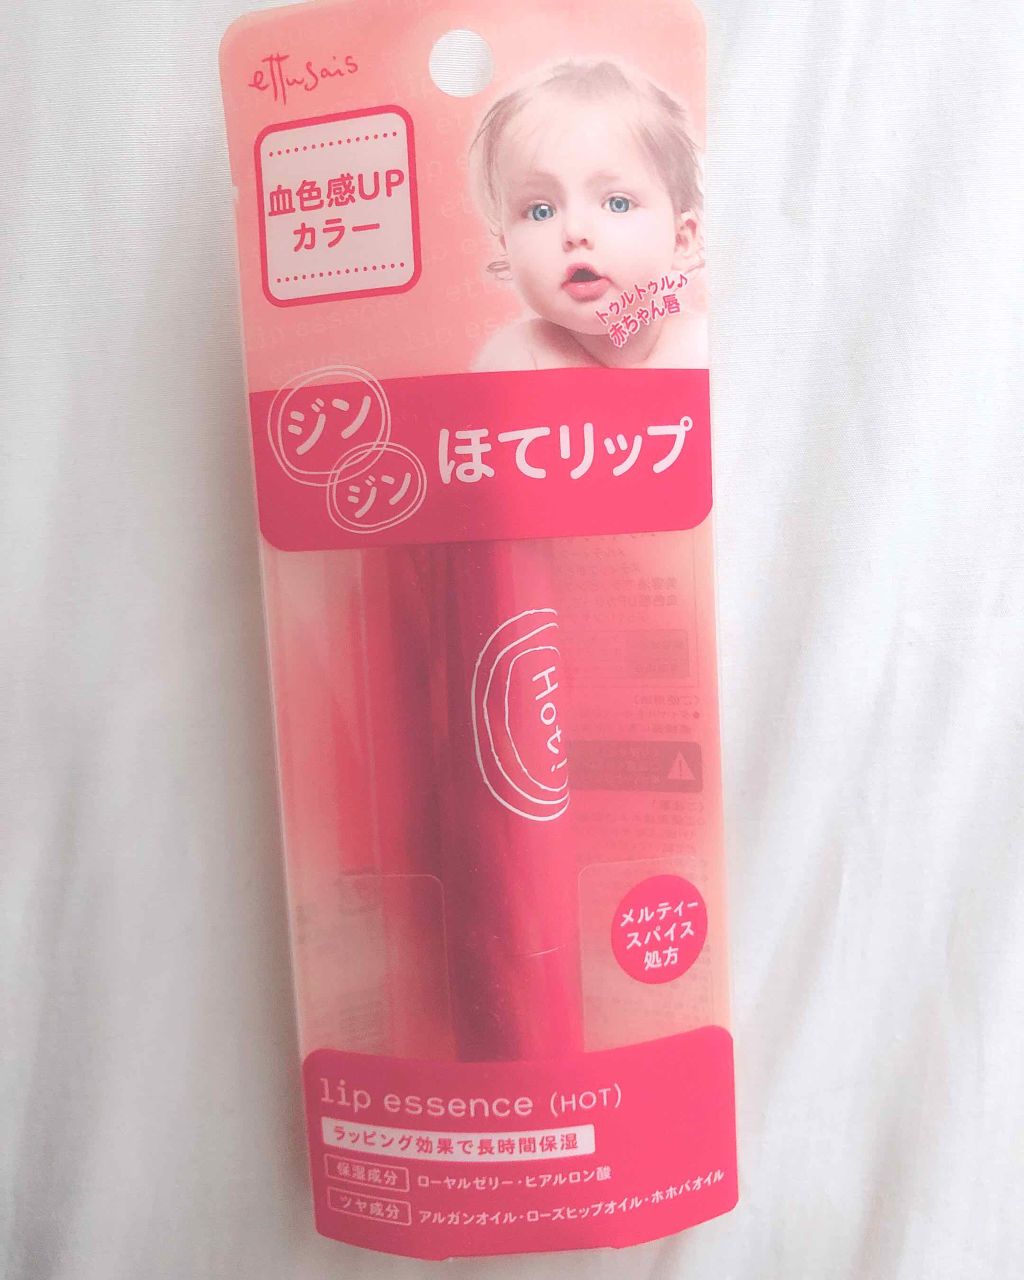 ettusais
血色感UP
カラー
トゥルトゥル♪
赤ちゃん唇
ジン
ジン
ほてリップ
Hot!
メルティー
スパイス
処方
lip essence (HOT)
ラッピング効果で長時間保湿
保湿成分 ローヤルゼリー・ヒアルロン酸
ツヤ成分 アルガンオイル・ローズヒップオイル・ホホバオイル